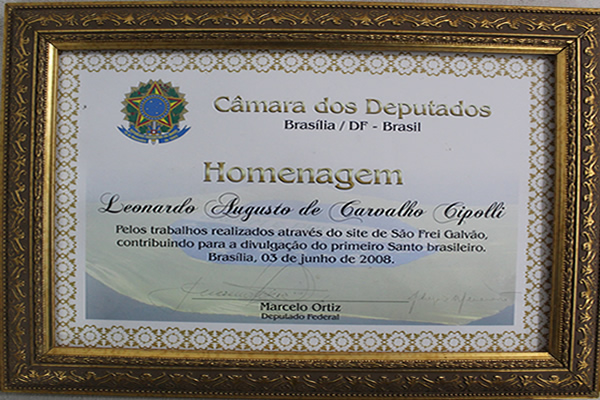 Câmara dos Deputados
Brasília / DF - Brasil
Homenagem
Leonardo Augusto de Carvalho Cipolli
Pelos trabalhos realizados através do site de São Frei Galvão,
contribuindo para a divulgação do primeiro Santo brasileiro.
Brasília, 03 de junho de 2008.
Marcelo Ortiz
Deputado Federal